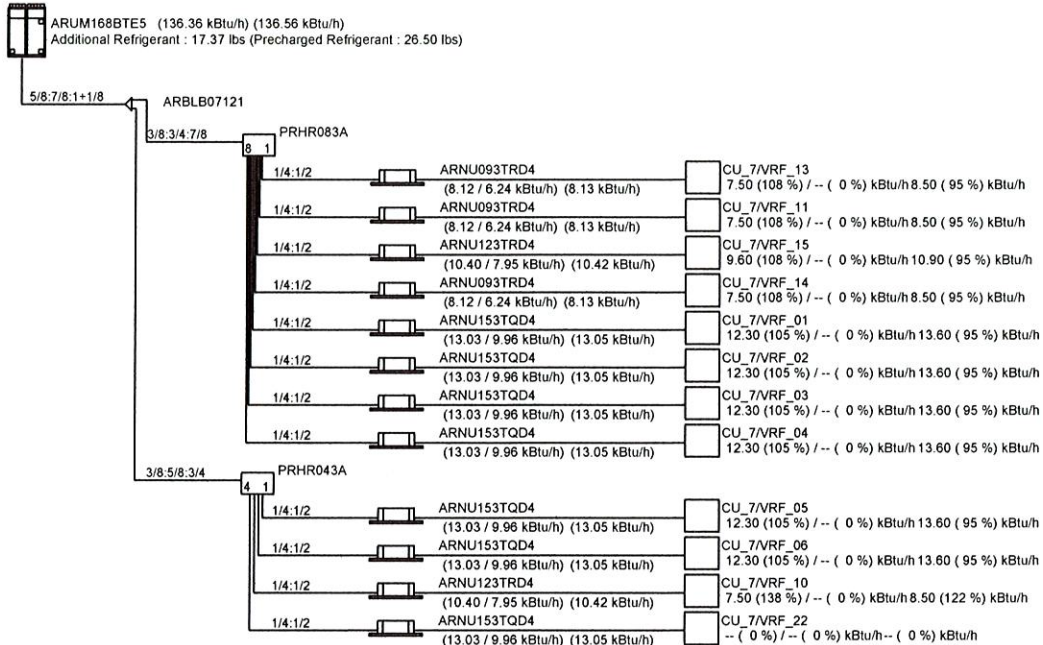 ARUM168BTE5 (136.36 kBtu/h) (136.56 kBtu/h)
Additional Refrigerant : 17.37 lbs (Precharged Refrigerant : 26.50 lbs)
5/8:7/8:1+1/8 ARBLB07121
3/8:3/4:7/8 PRHR083A
8 1
1/4:1/2 ARNU093TRD4 CU_7/VRF_13
(8.12 / 6.24 kBtu/h) (8.13 kBtu/h) 7.50 (108 %) / -- ( 0 %) kBtu/h 8.50 ( 95 %) kBtu/h
1/4:1/2 ARNU093TRD4 CU_7/VRF_11
(8.12 / 6.24 kBtu/h) (8.13 kBtu/h) 7.50 (108 %) / -- ( 0 %) kBtu/h 8.50 ( 95 %) kBtu/h
1/4:1/2 ARNU123TRD4 CU_7/VRF_15
(10.40 / 7.95 kBtu/h) (10.42 kBtu/h) 9.60 (108 %) / -- ( 0 %) kBtu/h 10.90 ( 95 %) kBtu/h
1/4:1/2 ARNU093TRD4 CU_7/VRF_14
(8.12 / 6.24 kBtu/h) (8.13 kBtu/h) 7.50 (108 %) / -- ( 0 %) kBtu/h 8.50 ( 95 %) kBtu/h
1/4:1/2 ARNU153TQD4 CU_7/VRF_01
(13.03 / 9.96 kBtu/h) (13.05 kBtu/h) 12.30 (105 %) / -- ( 0 %) kBtu/h 13.60 ( 95 %) kBtu/h
1/4:1/2 ARNU153TQD4 CU_7/VRF_02
(13.03 / 9.96 kBtu/h) (13.05 kBtu/h) 12.30 (105 %) / -- ( 0 %) kBtu/h 13.60 ( 95 %) kBtu/h
1/4:1/2 ARNU153TQD4 CU_7/VRF_03
(13.03 / 9.96 kBtu/h) (13.05 kBtu/h) 12.30 (105 %) / -- ( 0 %) kBtu/h 13.60 ( 95 %) kBtu/h
1/4:1/2 ARNU153TQD4 CU_7/VRF_04
(13.03 / 9.96 kBtu/h) (13.05 kBtu/h) 12.30 (105 %) / -- ( 0 %) kBtu/h 13.60 ( 95 %) kBtu/h
3/8:5/8:3/4 PRHR043A
4 1
1/4:1/2 ARNU153TQD4 CU_7/VRF_05
(13.03 / 9.96 kBtu/h) (13.05 kBtu/h) 12.30 (105 %) / -- ( 0 %) kBtu/h 13.60 ( 95 %) kBtu/h
1/4:1/2 ARNU153TQD4 CU_7/VRF_06
(13.03 / 9.96 kBtu/h) (13.05 kBtu/h) 12.30 (105 %) / -- ( 0 %) kBtu/h 13.60 ( 95 %) kBtu/h
1/4:1/2 ARNU123TRD4 CU_7/VRF_10
(10.40 / 7.95 kBtu/h) (10.42 kBtu/h) 7.50 (138 %) / -- ( 0 %) kBtu/h 8.50 (122 %) kBtu/h
1/4:1/2 ARNU153TQD4 CU_7/VRF_22
(13.03 / 9.96 kBtu/h) (13.05 kBtu/h) -- ( 0 %) / -- ( 0 %) kBtu/h -- ( 0 %) kBtu/h